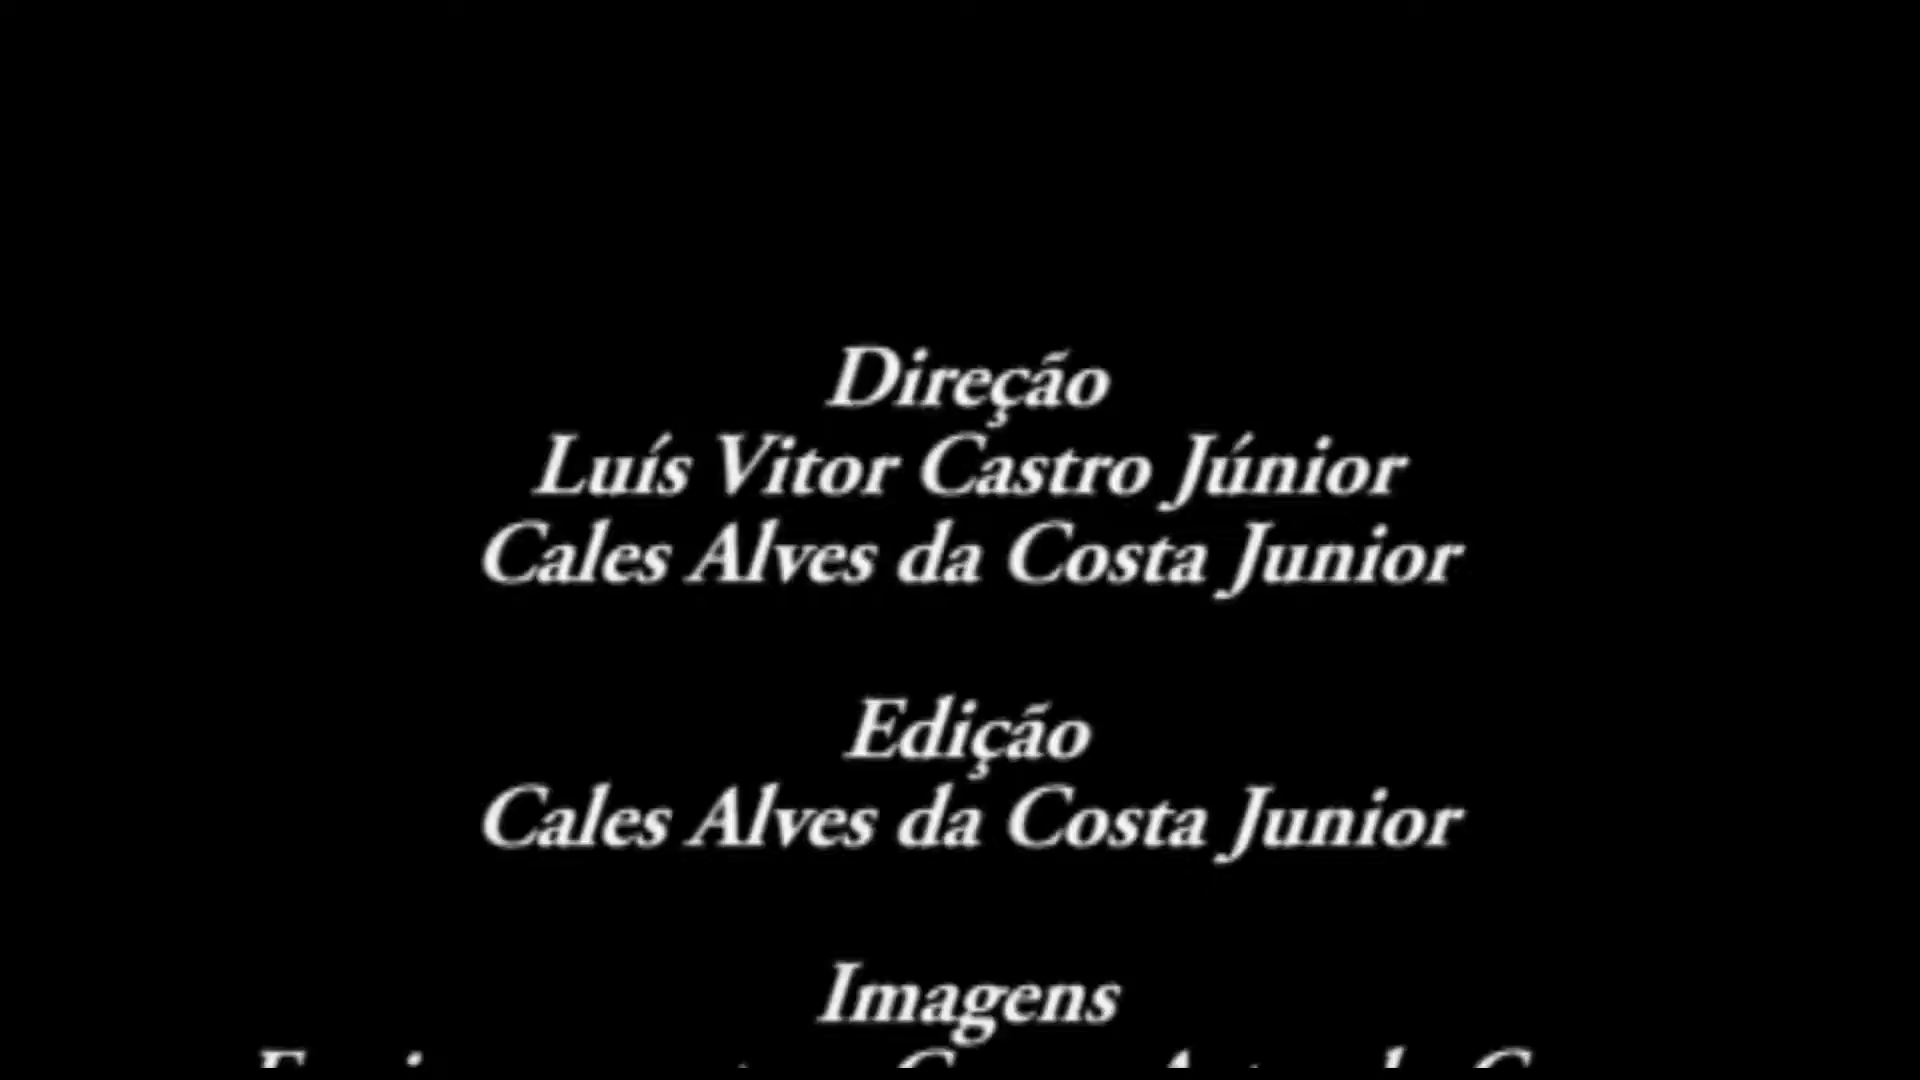 Direção
Luís Vitor Castro Júnior
Cales Alves da Costa Junior
Edição
Cales Alves da Costa Junior
Imagens